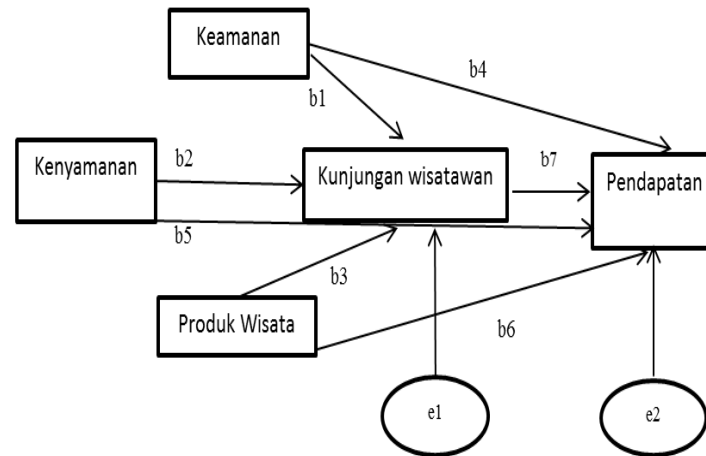 Keamanan
b4
b1
Kenyamanan
b2
Kunjungan wisatawan
b7
Pendapatan
b5
b3
Produk Wisata
b6
e1
e2